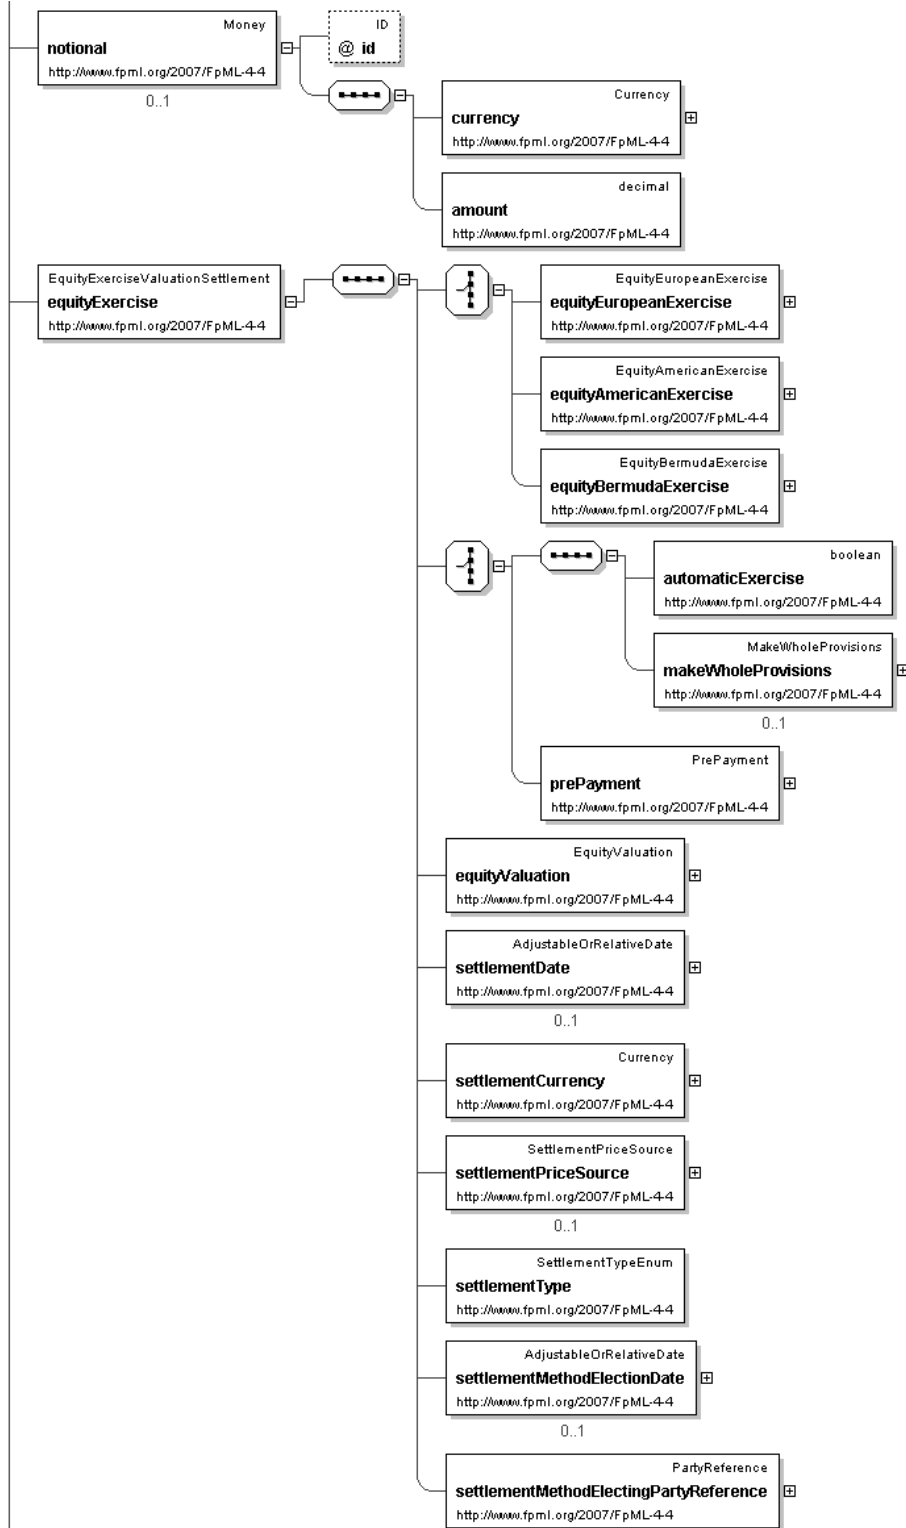 Money
notional
http://www.fpml.org/2007/FpML-4-4
0..1
ID
@ id
Currency
currency
http://www.fpml.org/2007/FpML-4-4
decimal
amount
http://www.fpml.org/2007/FpML-4-4
EquityExerciseValuationSettlement
equityExercise
http://www.fpml.org/2007/FpML-4-4
EquityEuropeanExercise
equityEuropeanExercise
http://www.fpml.org/2007/FpML-4-4
EquityAmericanExercise
equityAmericanExercise
http://www.fpml.org/2007/FpML-4-4
EquityBermudaExercise
equityBermudaExercise
http://www.fpml.org/2007/FpML-4-4
boolean
automaticExercise
http://www.fpml.org/2007/FpML-4-4
MakeWholeProvisions
makeWholeProvisions
http://www.fpml.org/2007/FpML-4-4
0..1
PrePayment
prePayment
http://www.fpml.org/2007/FpML-4-4
EquityValuation
equityValuation
http://www.fpml.org/2007/FpML-4-4
AdjustableOrRelativeDate
settlementDate
http://www.fpml.org/2007/FpML-4-4
0..1
Currency
settlementCurrency
http://www.fpml.org/2007/FpML-4-4
SettlementPriceSource
settlementPriceSource
http://www.fpml.org/2007/FpML-4-4
0..1
SettlementTypeEnum
settlementType
http://www.fpml.org/2007/FpML-4-4
AdjustableOrRelativeDate
settlementMethodElectionDate
http://www.fpml.org/2007/FpML-4-4
0..1
PartyReference
settlementMethodElectingPartyReference
http://www.fpml.org/2007/FpML-4-4